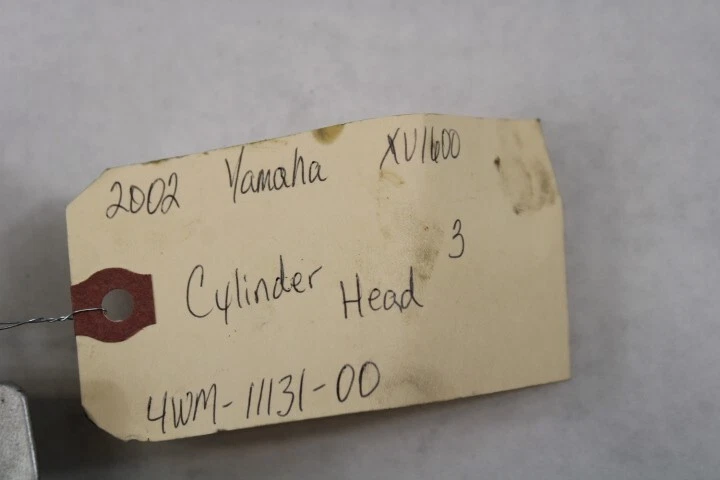 2002 Yamaha XV1600
3
Cylinder Head
4WM-11131-00